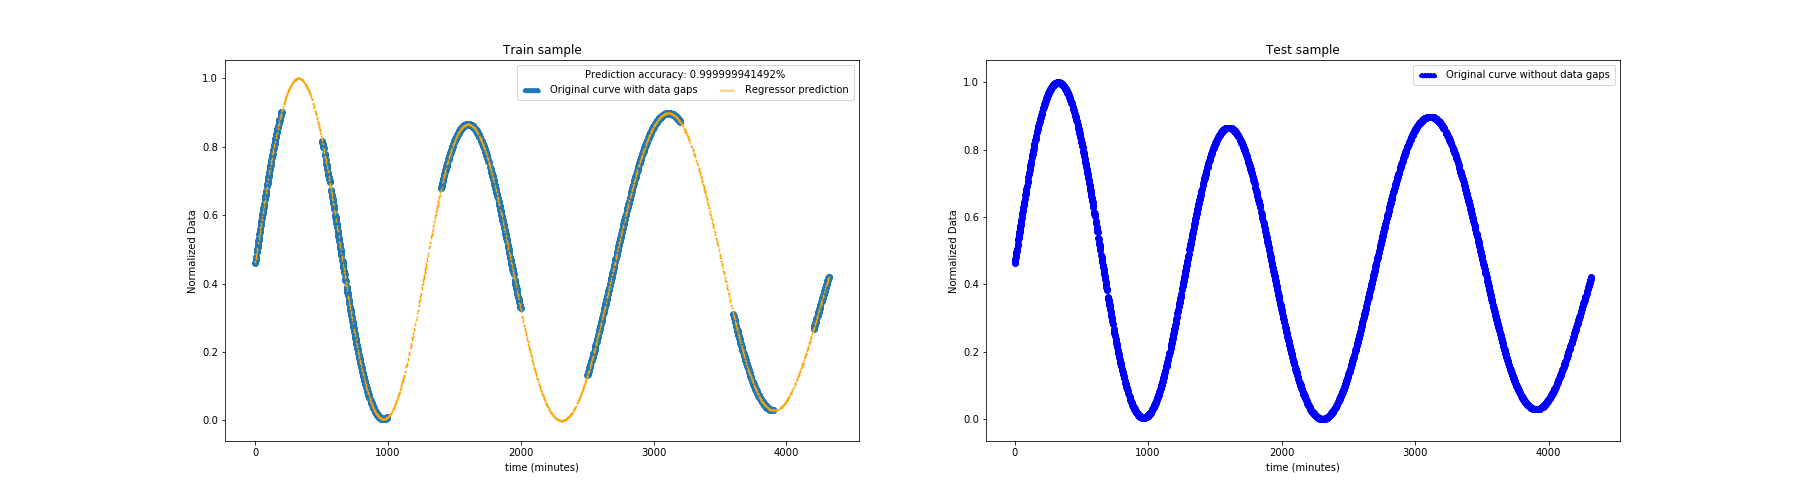 Train sample
Prediction accuracy: 0.999999941492%
Original curve with data gaps
Regressor prediction
Normalized Data
1.0
0.8
0.6
0.4
0.2
0.0
0
1000
2000
3000
4000
time (minutes)
Test sample
Original curve without data gaps
Normalized Data
1.0
0.8
0.6
0.4
0.2
0.0
0
1000
2000
3000
4000
time (minutes)